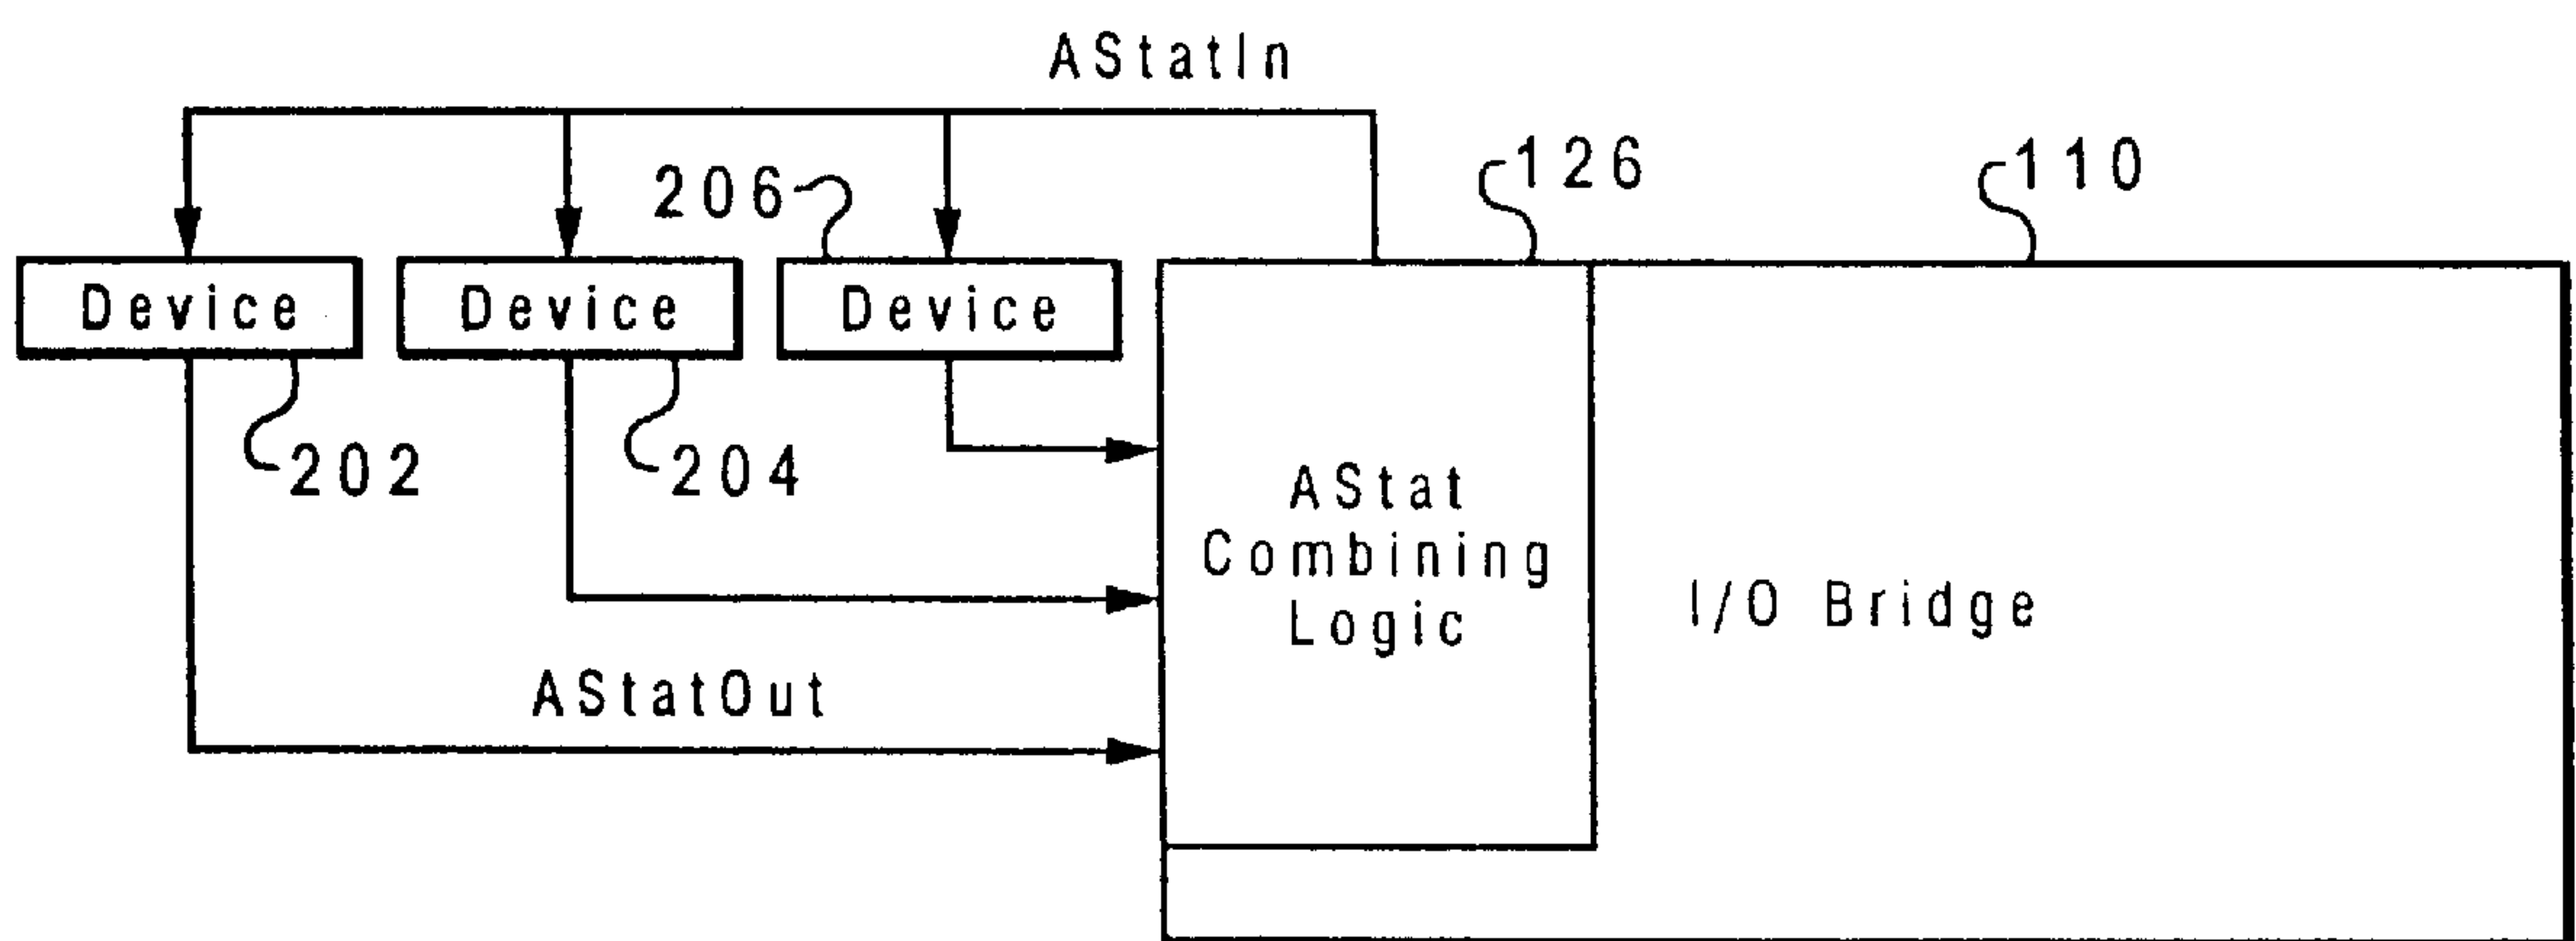 AStatIn
126
110
206
Device
Device
Device
202
204
AStat
Combining
Logic
I/O Bridge
AStatOut